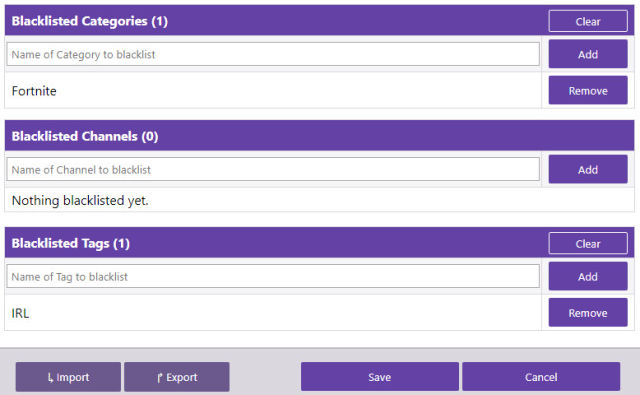 Blacklisted Categories (1) Clear
Name of Category to blacklist Add
Fortnite Remove
Blacklisted Channels (0)
Name of Channel to blacklist Add
Nothing blacklisted yet.
Blacklisted Tags (1) Clear
Name of Tag to blacklist Add
IRL Remove
↳ Import ↱ Export Save Cancel